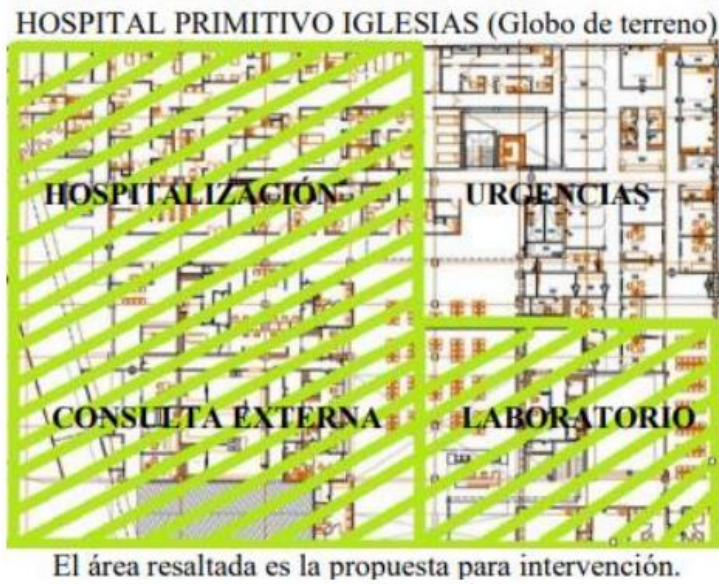 HOSPITAL PRIMITIVO IGLESIAS (Globo de terreno)
HOSPITALIZACIÓN
URGENCIAS
CONSULTA EXTERNA
LABORATORIO
El área resaltada es la propuesta para intervención.